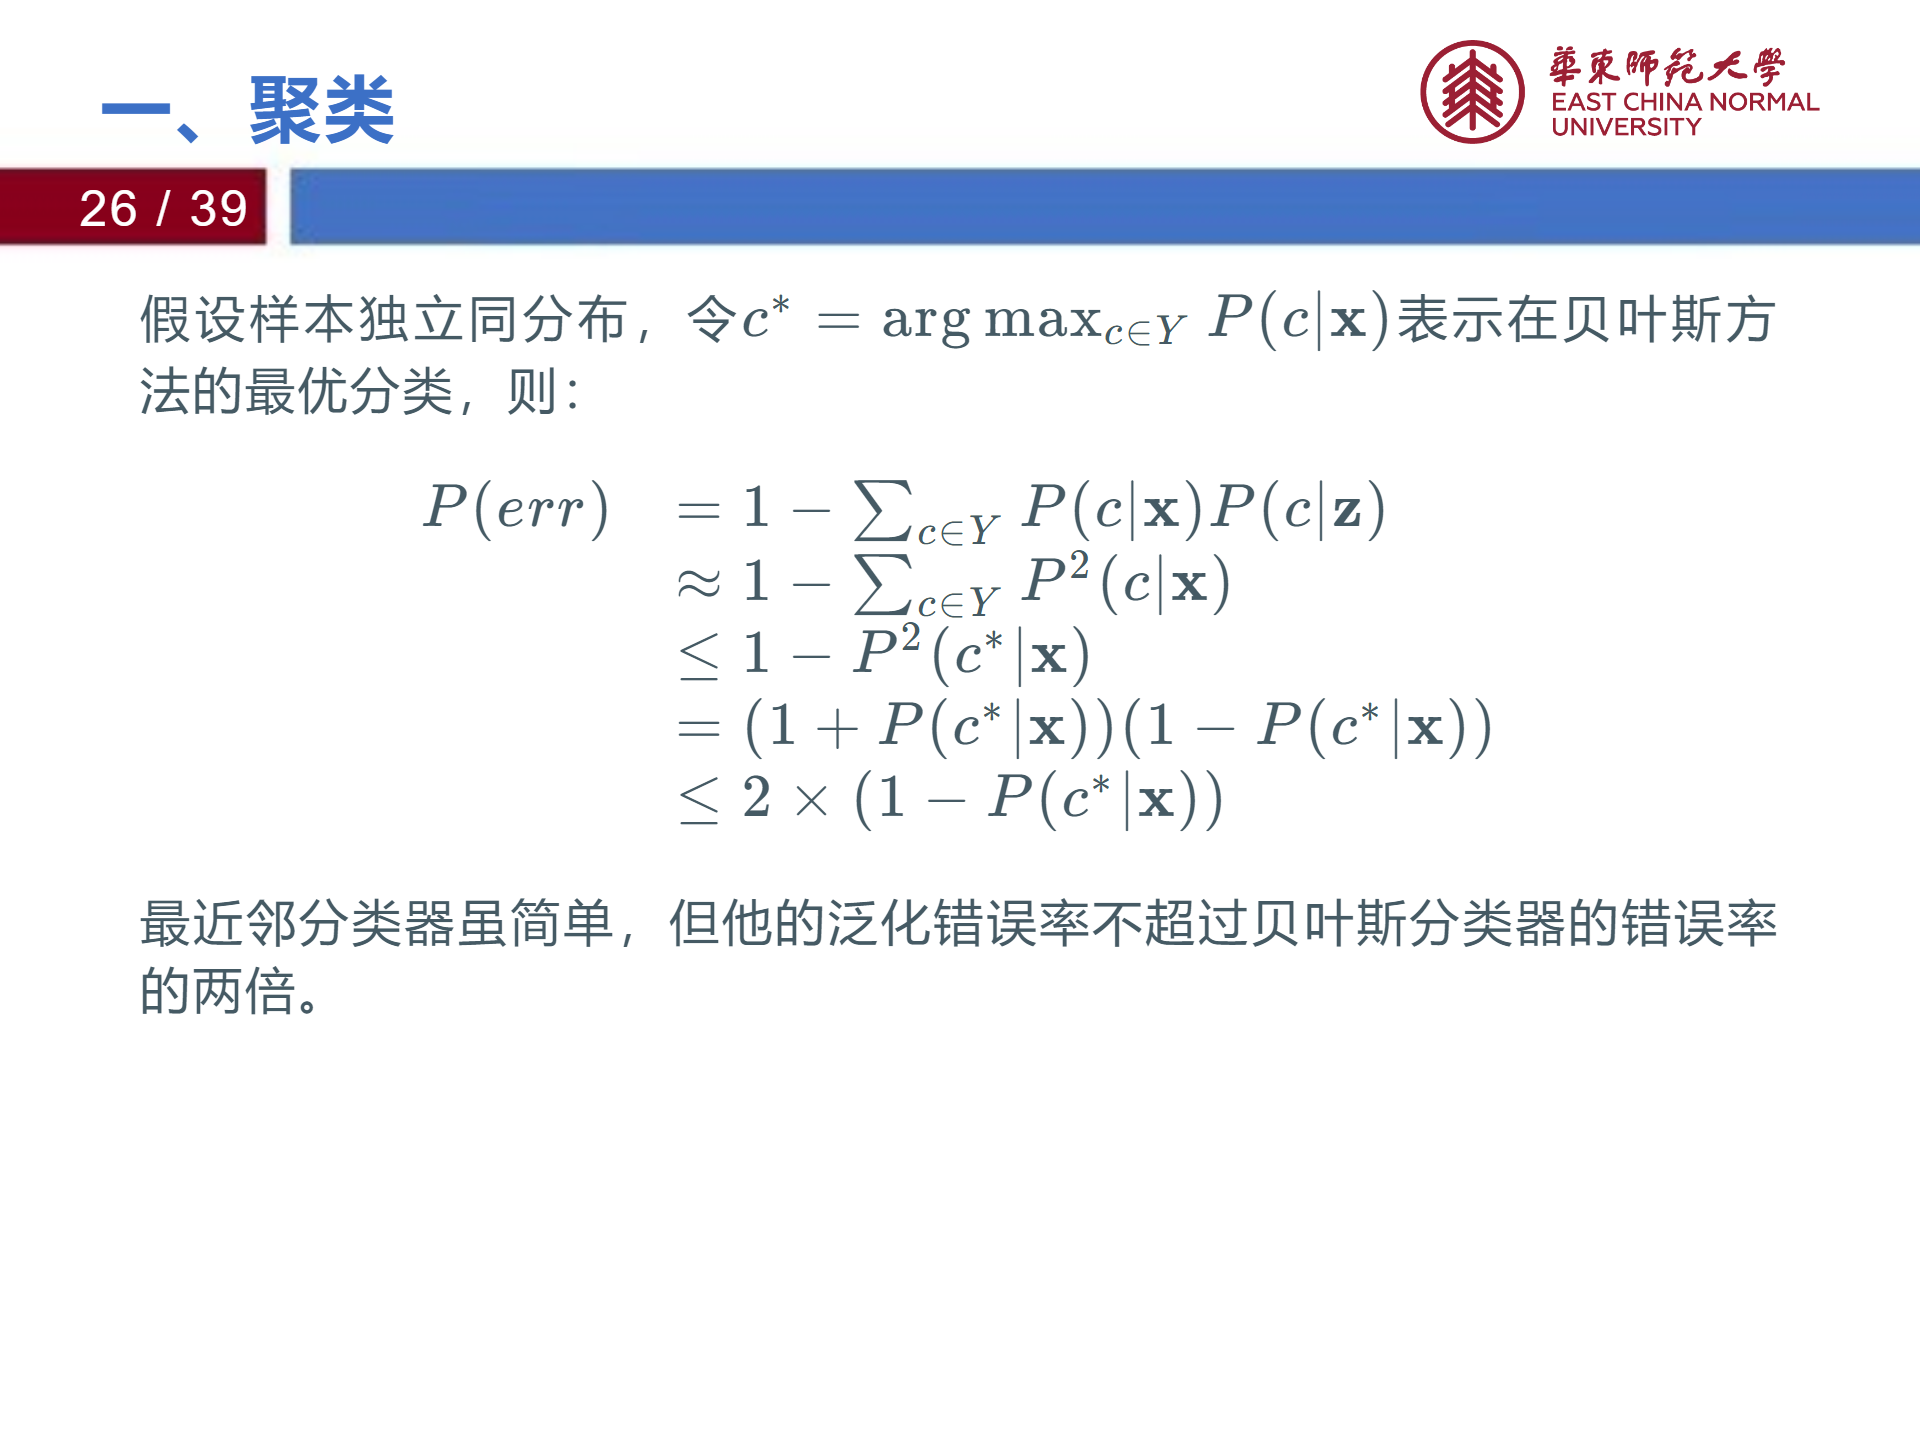 一、聚类
華東師範大學
EAST CHINA NORMAL
UNIVERSITY
26 / 39
假设样本独立同分布，令c* = arg max_{c∈Y} P(c|x)表示在贝叶斯方
法的最优分类，则：
P(err) = 1 − ∑_{c∈Y} P(c|x)P(c|z)
≈ 1 − ∑_{c∈Y} P²(c|x)
≤ 1 − P²(c*|x)
= (1 + P(c*|x))(1 − P(c*|x))
≤ 2 × (1 − P(c*|x))
最近邻分类器虽简单，但他的泛化错误率不超过贝叶斯分类器的错误率
的两倍。